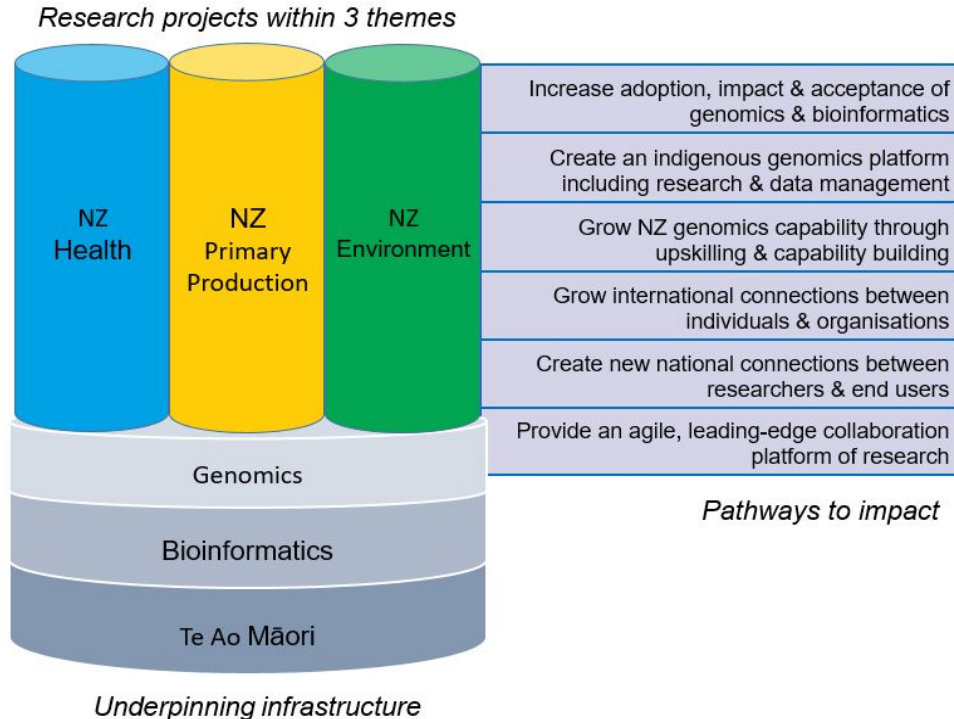 Research projects within 3 themes
NZ
Health
NZ
Primary
Production
NZ
Environment
Increase adoption, impact & acceptance of
genomics & bioinformatics
Create an indigenous genomics platform
including research & data management
Grow NZ genomics capability through
upskilling & capability building
Grow international connections between
individuals & organisations
Create new national connections between
researchers & end users
Provide an agile, leading-edge collaboration
platform of research
Pathways to impact
Genomics
Bioinformatics
Te Ao Māori
Underpinning infrastructure